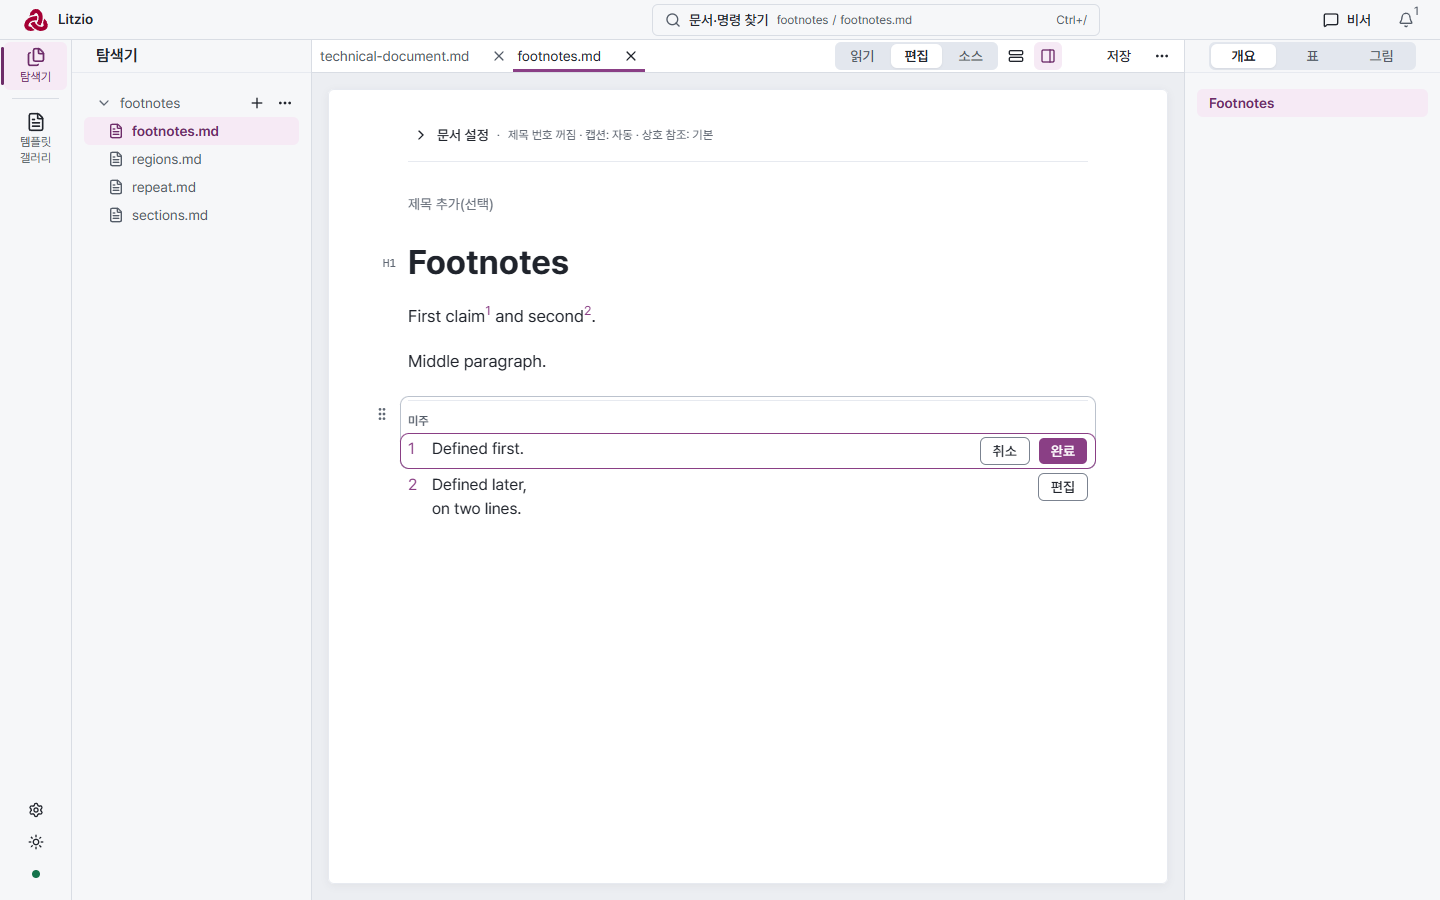 Litzio
문서·명령 찾기 footnotes / footnotes.md Ctrl+/
비서
1
탐색기
템플릿
갤러리
탐색기
footnotes
footnotes.md
regions.md
repeat.md
sections.md
technical-document.md
footnotes.md
읽기 편집 소스
저장
문서 설정 · 제목 번호 꺼짐 · 캡션: 자동 · 상호 참조: 기본
제목 추가(선택)
H1 Footnotes
First claim1 and second2.
Middle paragraph.
미주
1 Defined first. 취소 완료
2 Defined later, 편집
on two lines.
개요 표 그림
Footnotes